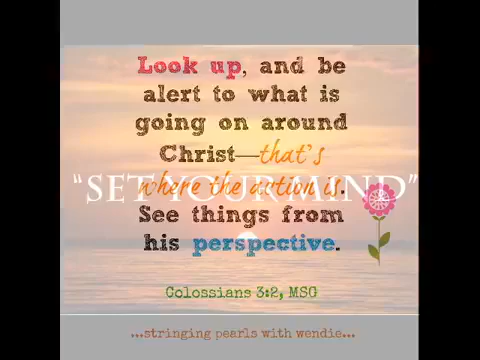 Look up, and be
alert to what is
going on around
Christ—that's
"SET YOUR MIND"
where the action is.
See things from
his perspective.
Colossians 3:2, MSG
...stringing pearls with wendie...